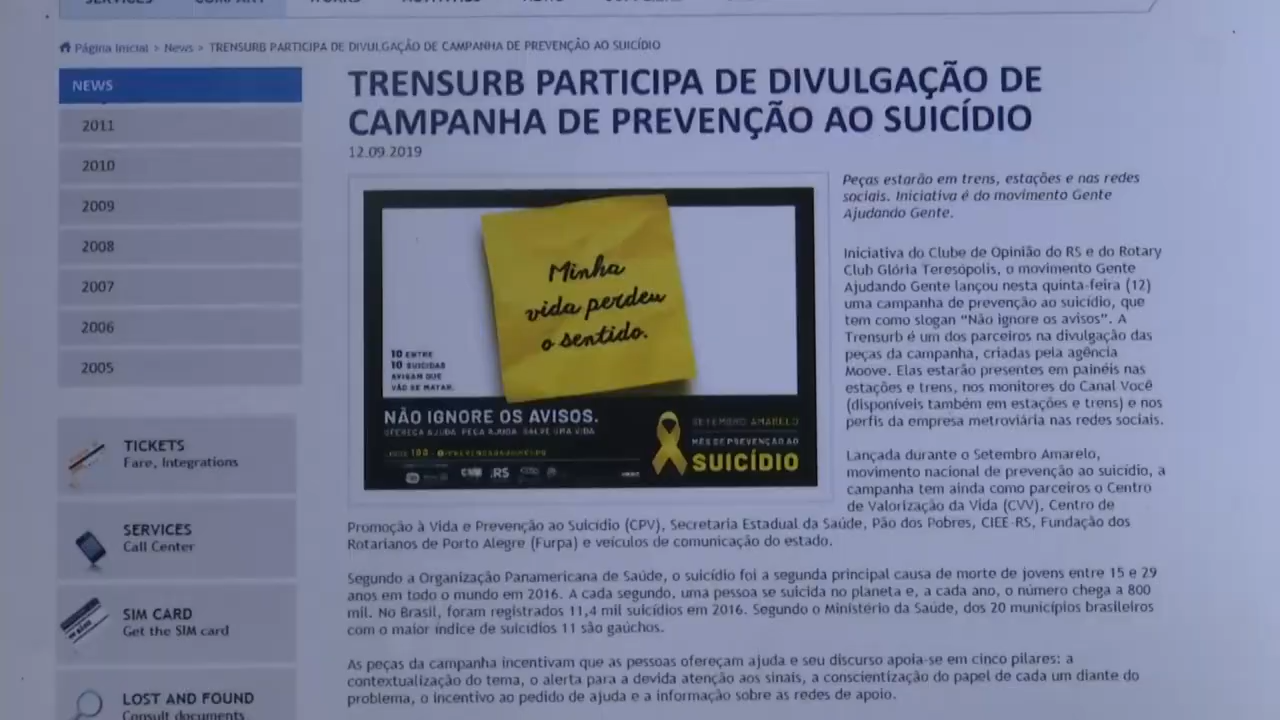 SERVICES COMPANY WORKS ACTIVITIES NEWS SUPPLIERS
Página Inicial > News > TRENSURB PARTICIPA DE DIVULGAÇÃO DE CAMPANHA DE PREVENÇÃO AO SUICÍDIO
NEWS
2011
2010
2009
2008
2007
2006
2005
TICKETS
Fare, Integrations
SERVICES
Call Center
SIM CARD
Get the SIM card
LOST AND FOUND
Consult documents
TRENSURB PARTICIPA DE DIVULGAÇÃO DE
CAMPANHA DE PREVENÇÃO AO SUICÍDIO
12.09.2019
Minha
vida perdeu
o sentido.
10 ENTRE
10 SUICIDAS
AVISAM QUE
VÃO SE MATAR.
NÃO IGNORE OS AVISOS.
OFEREÇA AJUDA. PEÇA AJUDA. SALVE UMA VIDA
SETEMBRO AMARELO
MÊS DE PREVENÇÃO AO
SUICÍDIO
.RS
Peças estarão em trens, estações e nas redes
sociais. Iniciativa é do movimento Gente
Ajudando Gente.
Iniciativa do Clube de Opinião do RS e do Rotary
Club Glória Teresópolis, o movimento Gente
Ajudando Gente lançou nesta quinta-feira (12)
uma campanha de prevenção ao suicídio, que
tem como slogan “Não ignore os avisos”. A
Trensurb é um dos parceiros na divulgação das
peças da campanha, criadas pela agência
Moove. Elas estarão presentes em painéis nas
estações e trens, nos monitores do Canal Você
(disponíveis também em estações e trens) e nos
perfis da empresa metroviária nas redes sociais.
Lançada durante o Setembro Amarelo,
movimento nacional de prevenção ao suicídio, a
campanha tem ainda como parceiros o Centro
de Valorização da Vida (CVV), Centro de
Promoção à Vida e Prevenção ao Suicídio (CPV), Secretaria Estadual da Saúde, Pão dos Pobres, CIEE-RS, Fundação dos
Rotarianos de Porto Alegre (Furpa) e veículos de comunicação do estado.
Segundo a Organização Panamericana de Saúde, o suicídio foi a segunda principal causa de morte de jovens entre 15 e 29
anos em todo o mundo em 2016. A cada segundo, uma pessoa se suicida no planeta e, a cada ano, o número chega a 800
mil. No Brasil, foram registrados 11,4 mil suicídios em 2016. Segundo o Ministério da Saúde, dos 20 municípios brasileiros
com o maior índice de suicídios 11 são gaúchos.
As peças da campanha incentivam que as pessoas ofereçam ajuda e seu discurso apoia-se em cinco pilares: a
contextualização do tema, o alerta para a devida atenção aos sinais, a conscientização do papel de cada um diante do
problema, o incentivo ao pedido de ajuda e a informação sobre as redes de apoio.